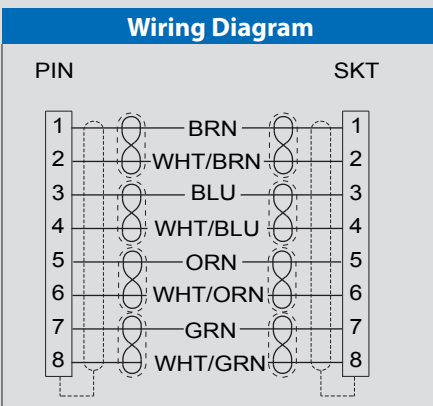 Wiring Diagram
PIN SKT
1 BRN 1
2 WHT/BRN 2
3 BLU 3
4 WHT/BLU 4
5 ORN 5
6 WHT/ORN 6
7 GRN 7
8 WHT/GRN 8